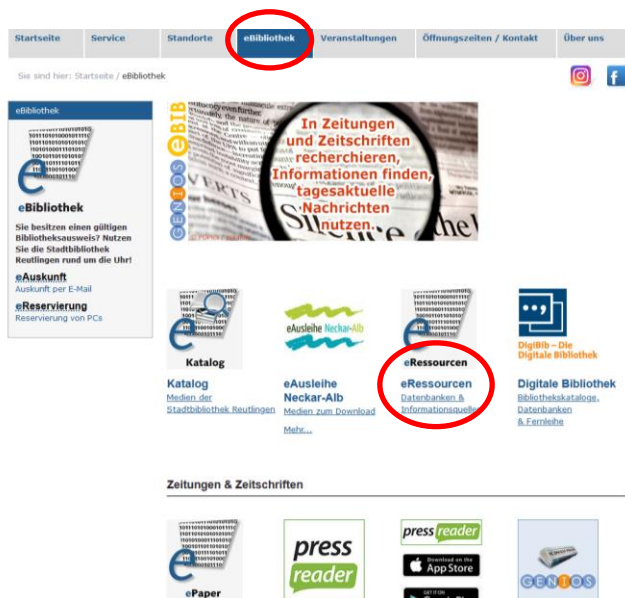 Startseite
Service
Standorte
eBibliothek
Veranstaltungen
Öffnungszeiten / Kontakt
Über uns
Sie sind hier: Startseite / eBibliothek
eBibliothek
e
eBibliothek
Sie besitzen einen gültigen
Bibliotheksausweis? Nutzen
Sie die Stadtbibliothek
Reutlingen rund um die Uhr!
eAuskunft
Auskunft per E-Mail
eReservierung
Reservierung von PCs
GENIOS eBIB
In Zeitungen
und Zeitschriften
recherchieren,
Informationen finden,
tagesaktuelle
Nachrichten
nutzen.
e
Katalog
Katalog
Medien der
Stadtbibliothek Reutlingen
eAusleihe Neckar-Alb
eAusleihe
Neckar-Alb
Medien zum Download
Mehr...
e
eRessourcen
eRessourcen
Datenbanken &
Informationsquellen
DigiBib – Die
Digitale Bibliothek
Digitale Bibliothek
Bibliothekskataloge,
Datenbanken
& Fernleihe
Zeitungen & Zeitschriften
e
ePaper
press
reader
press reader
Download on the
App Store
GET IT ON
GENIOS